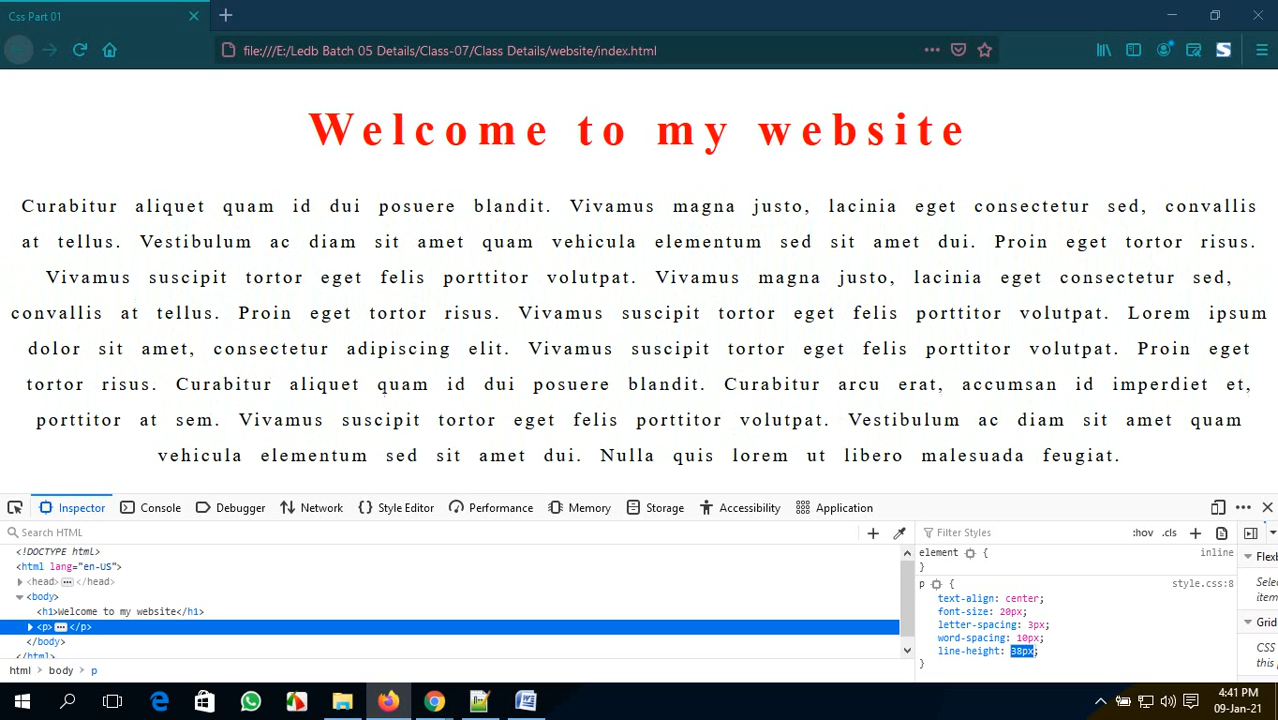 Css Part 01
file:///E:/Ledb Batch 05 Details/Class-07/Class Details/website/index.html
Welcome to my website
Curabitur aliquet quam id dui posuere blandit. Vivamus magna justo, lacinia eget consectetur sed, convallis
at tellus. Vestibulum ac diam sit amet quam vehicula elementum sed sit amet dui. Proin eget tortor risus.
Vivamus suscipit tortor eget felis porttitor volutpat. Vivamus magna justo, lacinia eget consectetur sed,
convallis at tellus. Proin eget tortor risus. Vivamus suscipit tortor eget felis porttitor volutpat. Lorem ipsum
dolor sit amet, consectetur adipiscing elit. Vivamus suscipit tortor eget felis porttitor volutpat. Proin eget
tortor risus. Curabitur aliquet quam id dui posuere blandit. Curabitur arcu erat, accumsan id imperdiet et,
porttitor at sem. Vivamus suscipit tortor eget felis porttitor volutpat. Vestibulum ac diam sit amet quam
vehicula elementum sed sit amet dui. Nulla quis lorem ut libero malesuada feugiat.
Inspector Console Debugger Network Style Editor Performance Memory Storage Accessibility Application
Search HTML
<!DOCTYPE html>
<html lang="en-US">
<head> </head>
<body>
<h1>Welcome to my website</h1>
<p> </p>
</body>
</html>
html body p
Filter Styles :hov .cls
element { inline
}
p { style.css:8
text-align: center;
font-size: 20px;
letter-spacing: 3px;
word-spacing: 10px;
line-height: 38px;
}
Flexb
Selec
item
Grid
CSS
this p
4:41 PM
09-Jan-21